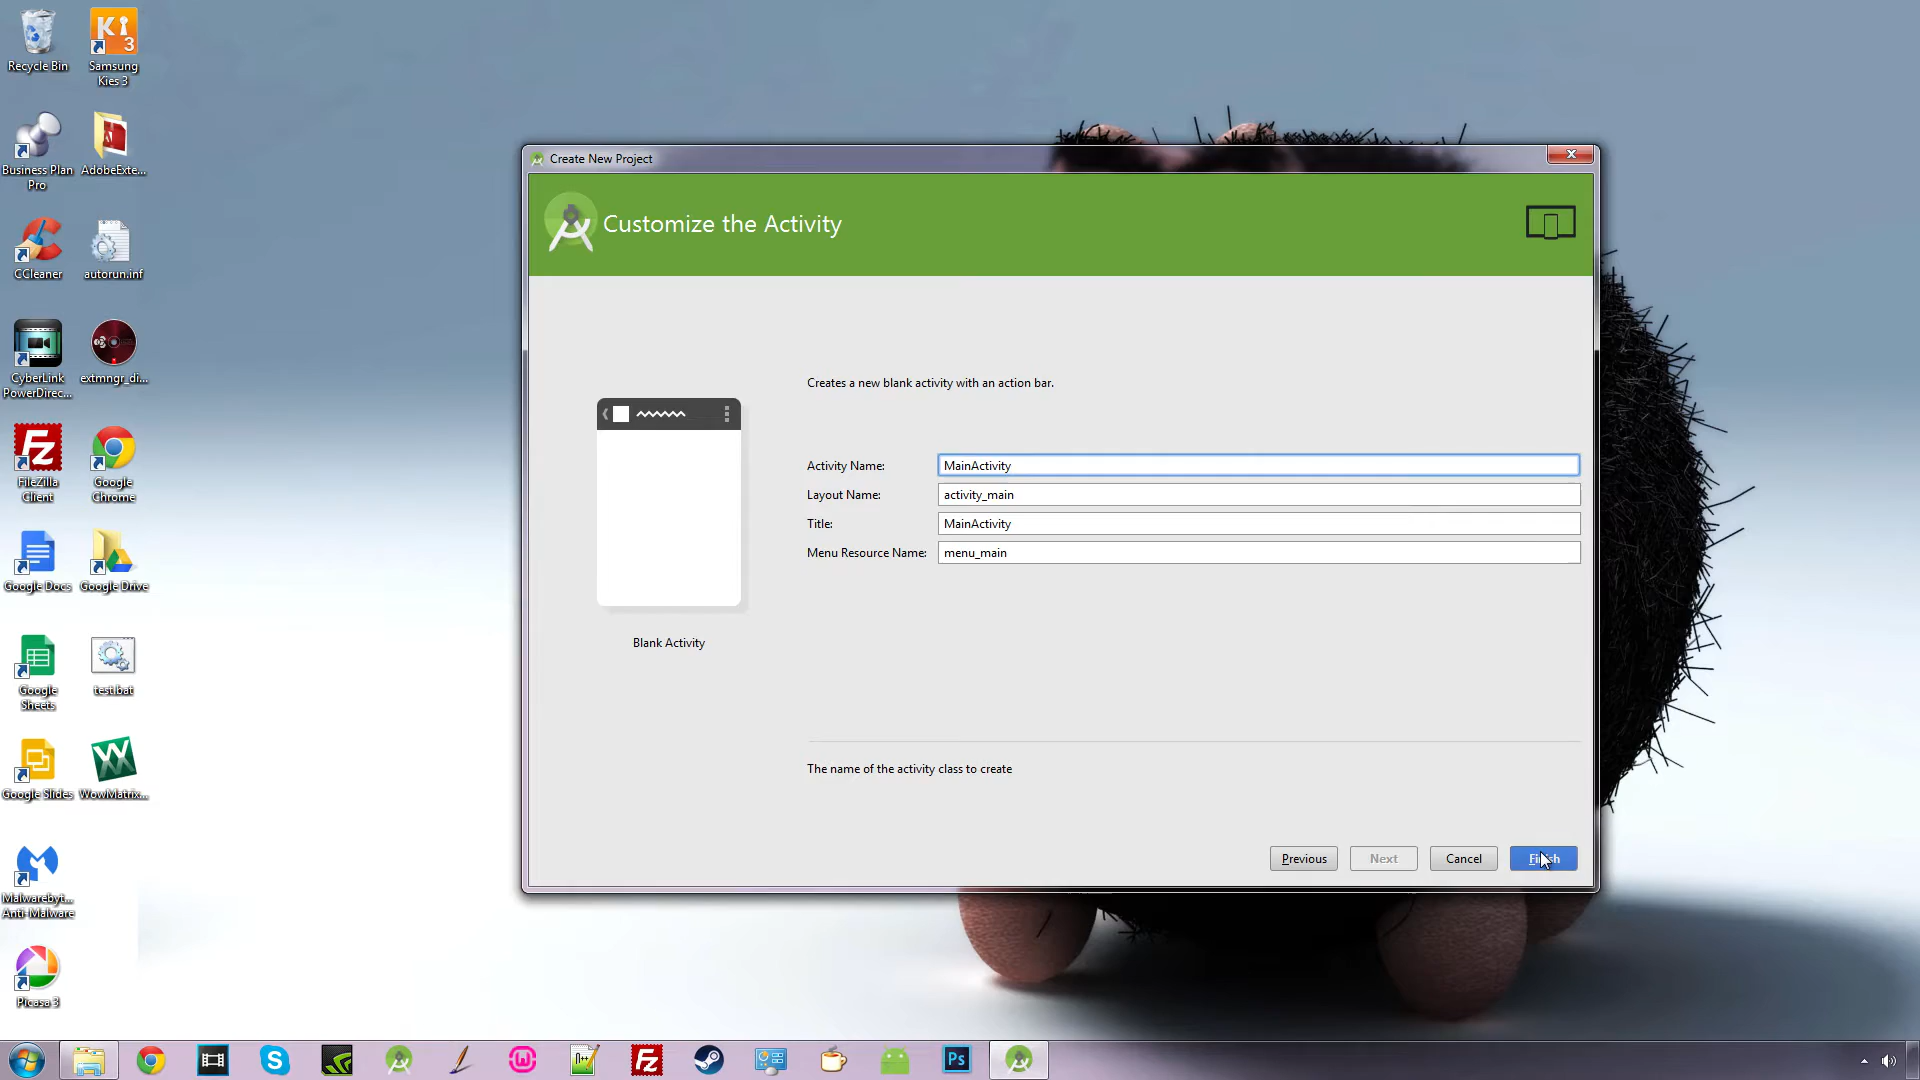 Recycle Bin
Samsung
Kies 3
Business Plan
Pro
AdobeExte...
CCleaner
autorun.inf
CyberLink
PowerDirec...
extmngr_di...
FileZilla
Client
Google
Chrome
Google Docs
Google Drive
Google
Sheets
test.bat
Google Slides
WowMatrix...
Malwarebyt...
Anti-Malware
Picasa 3
Create New Project
Customize the Activity
Creates a new blank activity with an action bar.
Activity Name: MainActivity
Layout Name: activity_main
Title: MainActivity
Menu Resource Name: menu_main
Blank Activity
The name of the activity class to create
Previous Next Cancel Finish
Ps